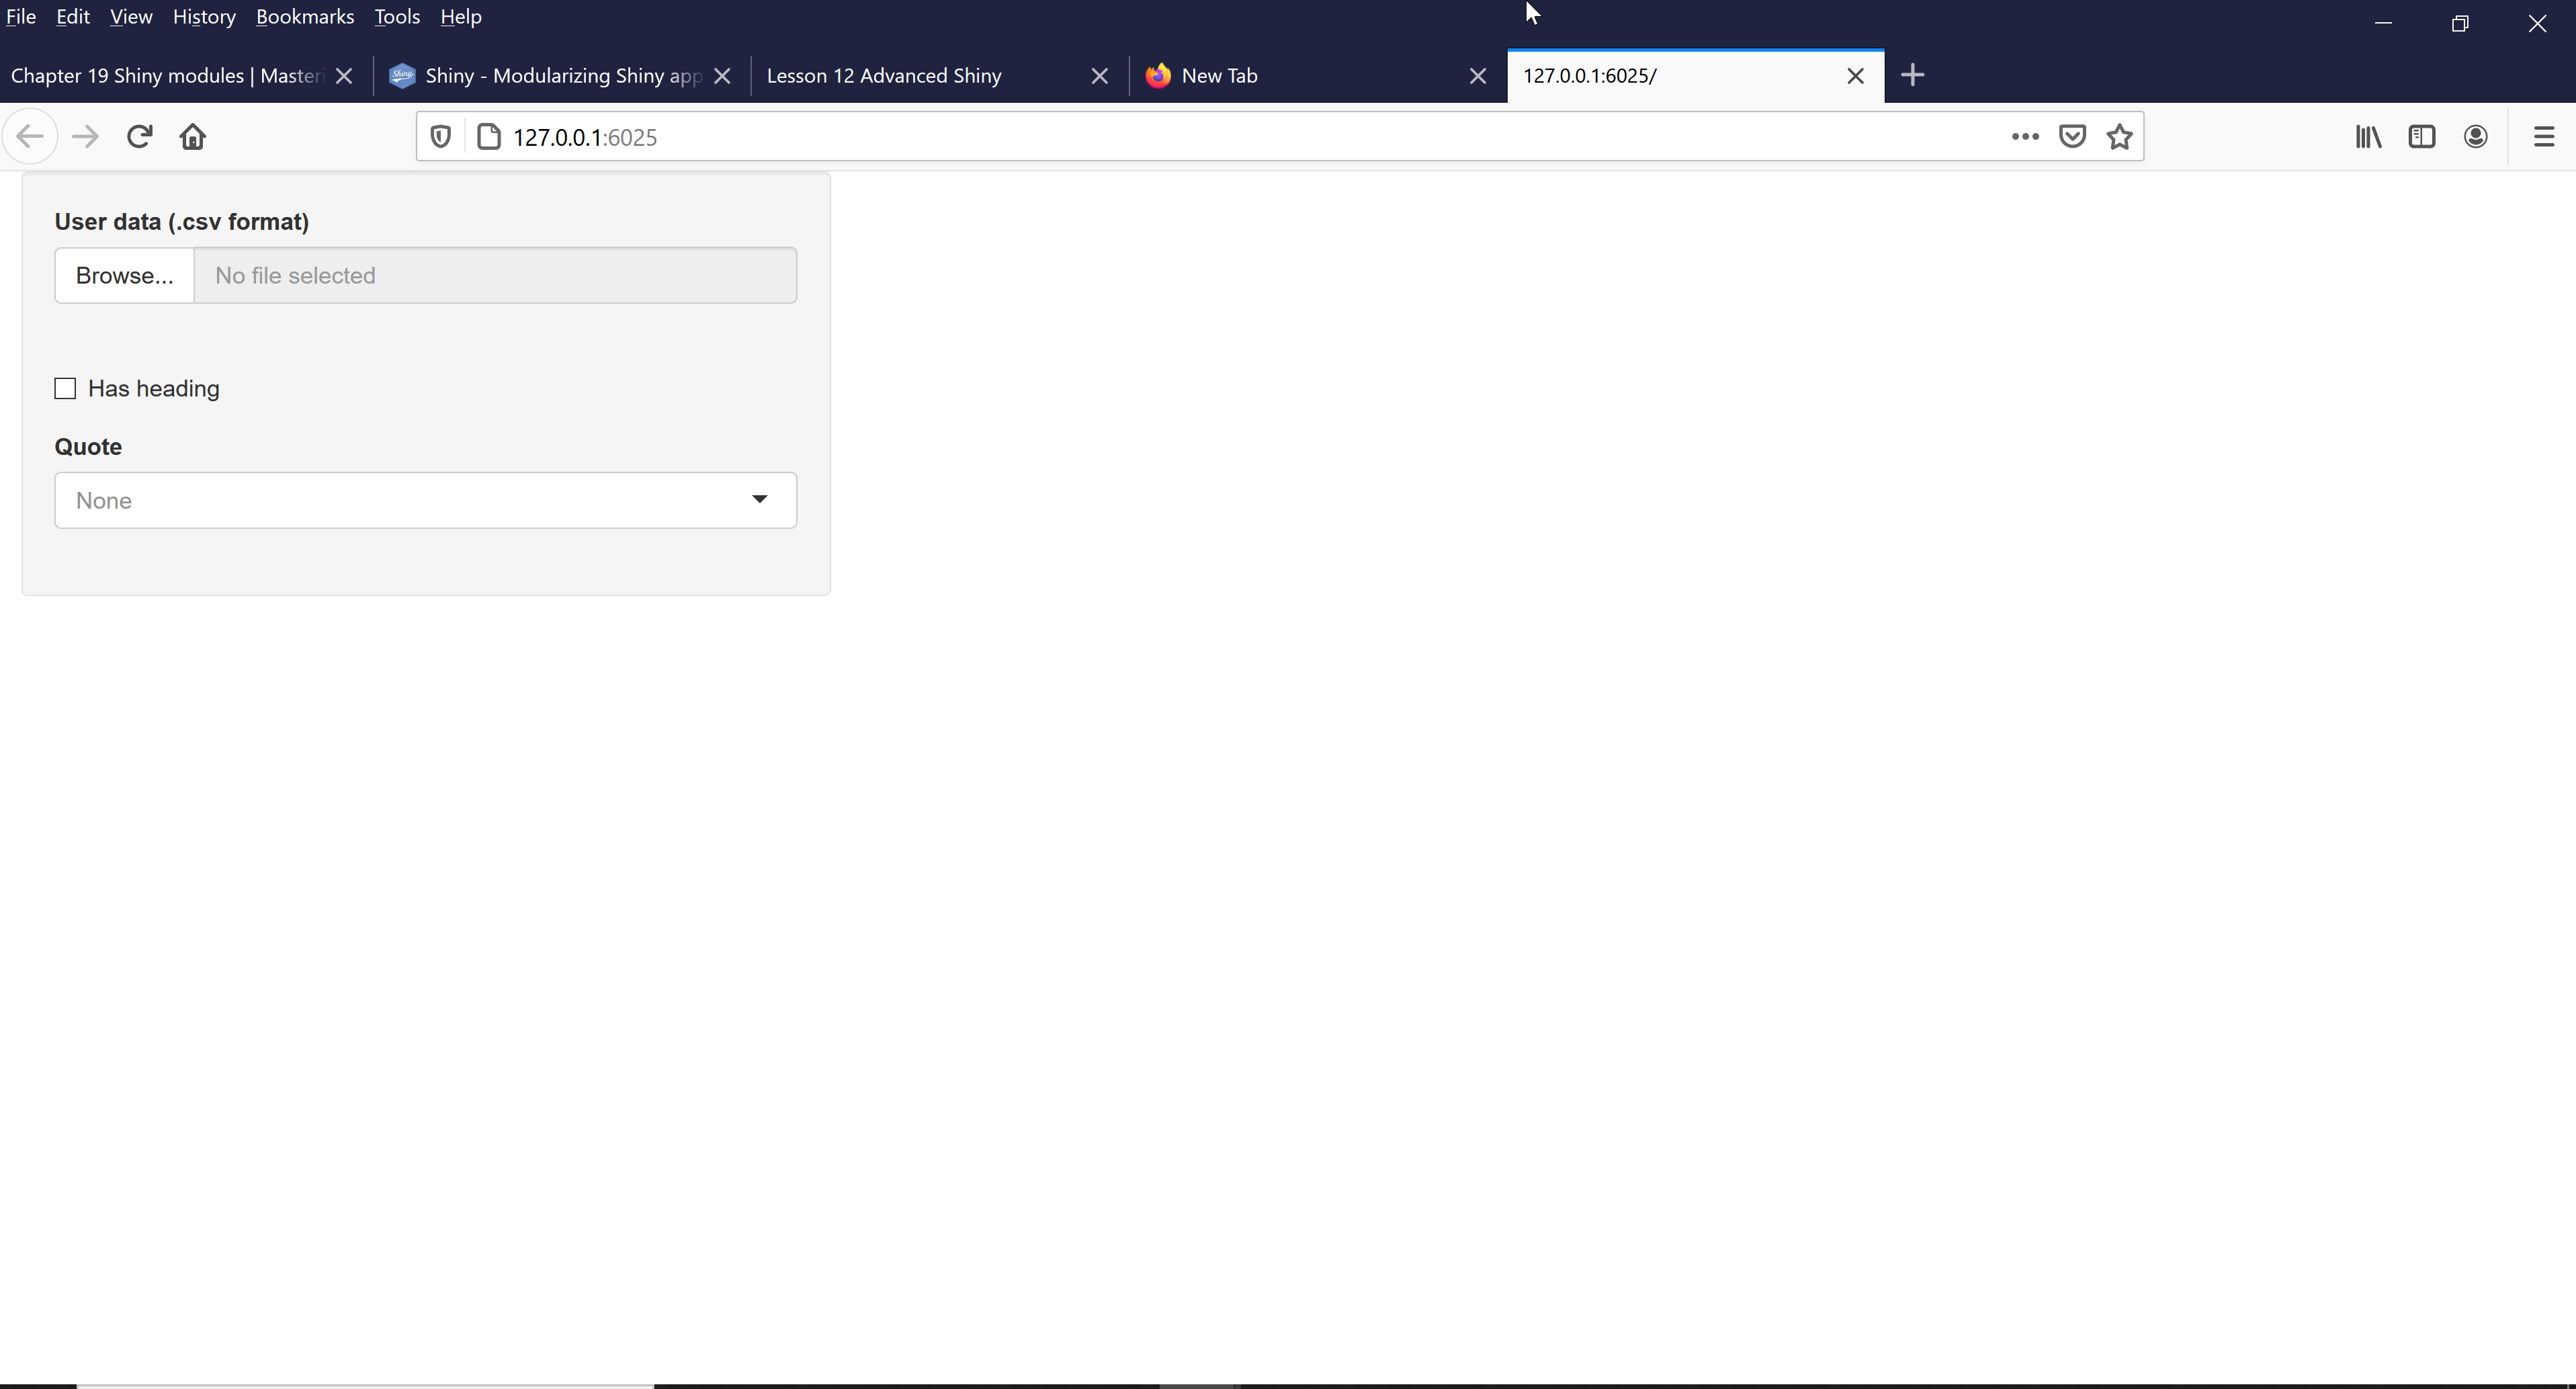 File Edit View History Bookmarks Tools Help
Chapter 19 Shiny modules | Masteri
Shiny
Shiny - Modularizing Shiny app
Lesson 12 Advanced Shiny
New Tab
127.0.0.1:6025/
127.0.0.1:6025
User data (.csv format)
Browse... No file selected
Has heading
Quote
None